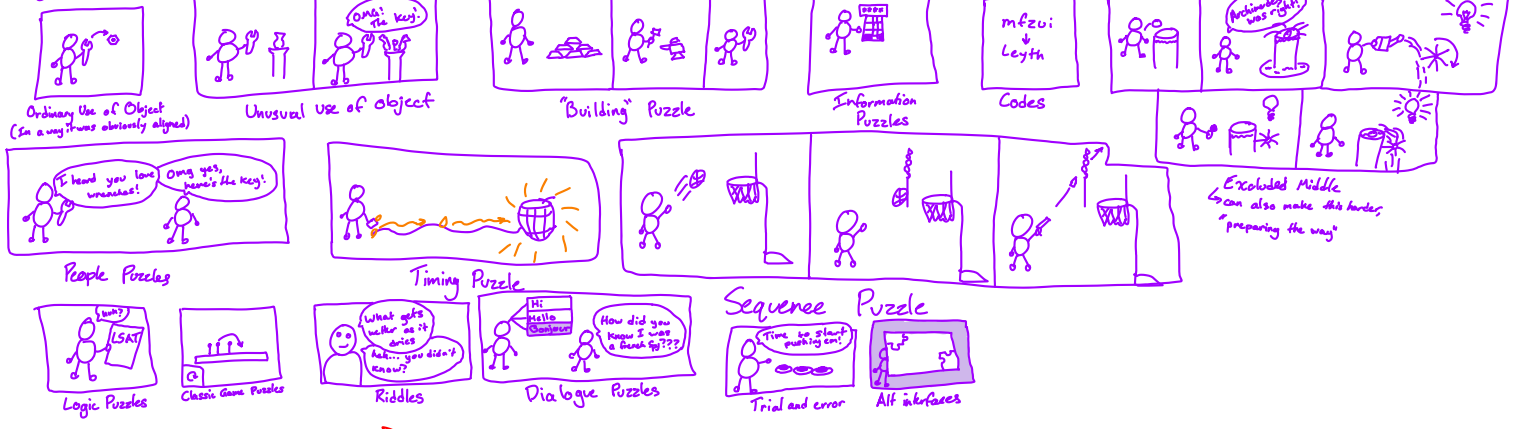 OMG!
The key!
mfzui
Leyth
Archimedes
was right!
Ordinary Use of Object
(In a way it was obviously aligned)
Unusual Use of object
"Building" Puzzle
Information
Puzzles
Codes
I heard you love
wrenches!
Omg yes,
here's the key!
Excluded Middle
can also make this harder,
"preparing the way"
People Puzzles
Timing Puzzle
Sequence Puzzle
huh?
LSAT
What gets
wetter as it
dries
heh... you didn't
know?
Hi
Hello
Bonjour
How did you
know I was
a french spy???
Time to start
pushing em!
Logic Puzzles
Classic Game Puzzles
Riddles
Dialogue Puzzles
Trial and error
Alt interfaces